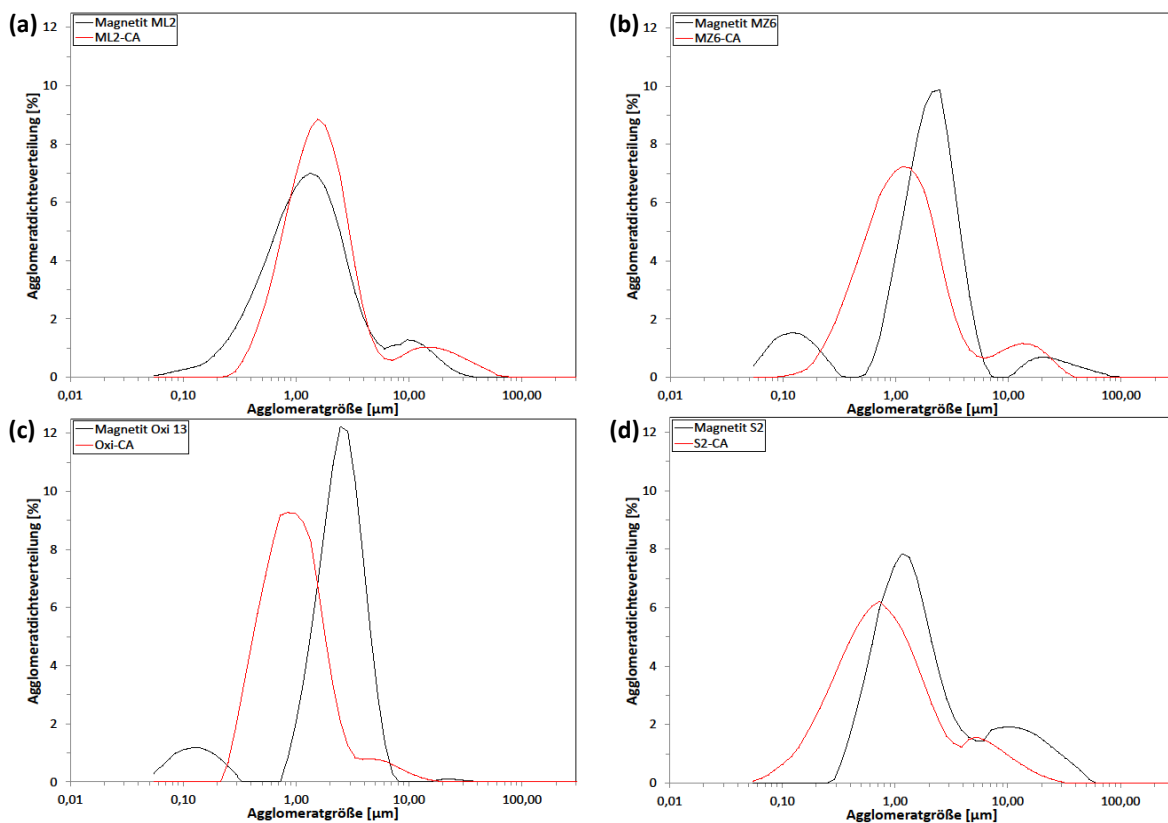 (a)
Magnetit ML2
ML2-CA
Agglomeratdichteverteilung [%]
12
10
8
6
4
2
0
0,01 0,10 1,00 10,00 100,00
Agglomeratgröße [µm]
(b)
Magnetit MZ6
MZ6-CA
Agglomeratdichteverteilung [%]
12
10
8
6
4
2
0
0,01 0,10 1,00 10,00 100,00
Agglomeratgröße [µm]
(c)
Magnetit Oxi 13
Oxi-CA
Agglomeratdichteverteilung [%]
12
10
8
6
4
2
0
0,01 0,10 1,00 10,00 100,00
Agglomeratgröße [µm]
(d)
Magnetit S2
S2-CA
Agglomeratdichteverteilung [%]
12
10
8
6
4
2
0
0,01 0,10 1,00 10,00 100,00
Agglomeratgröße [µm]